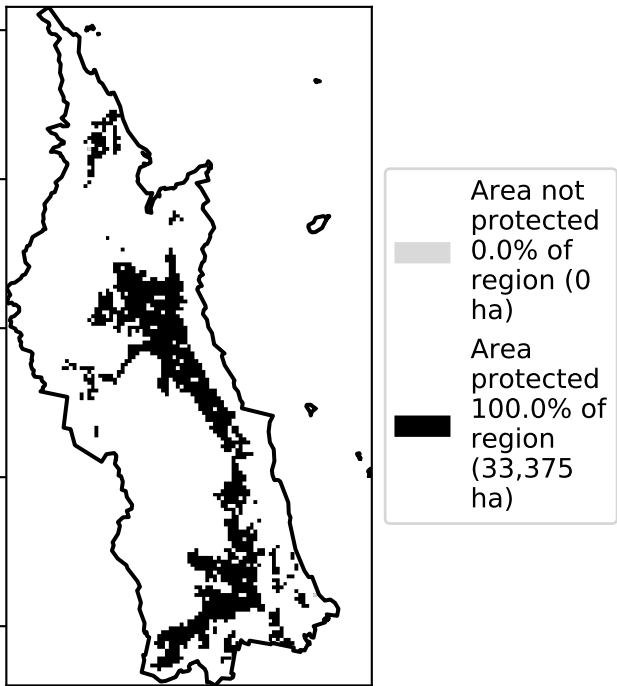 Area not
protected
0.0% of
region (0
ha)
Area
protected
100.0% of
region
(33,375
ha)